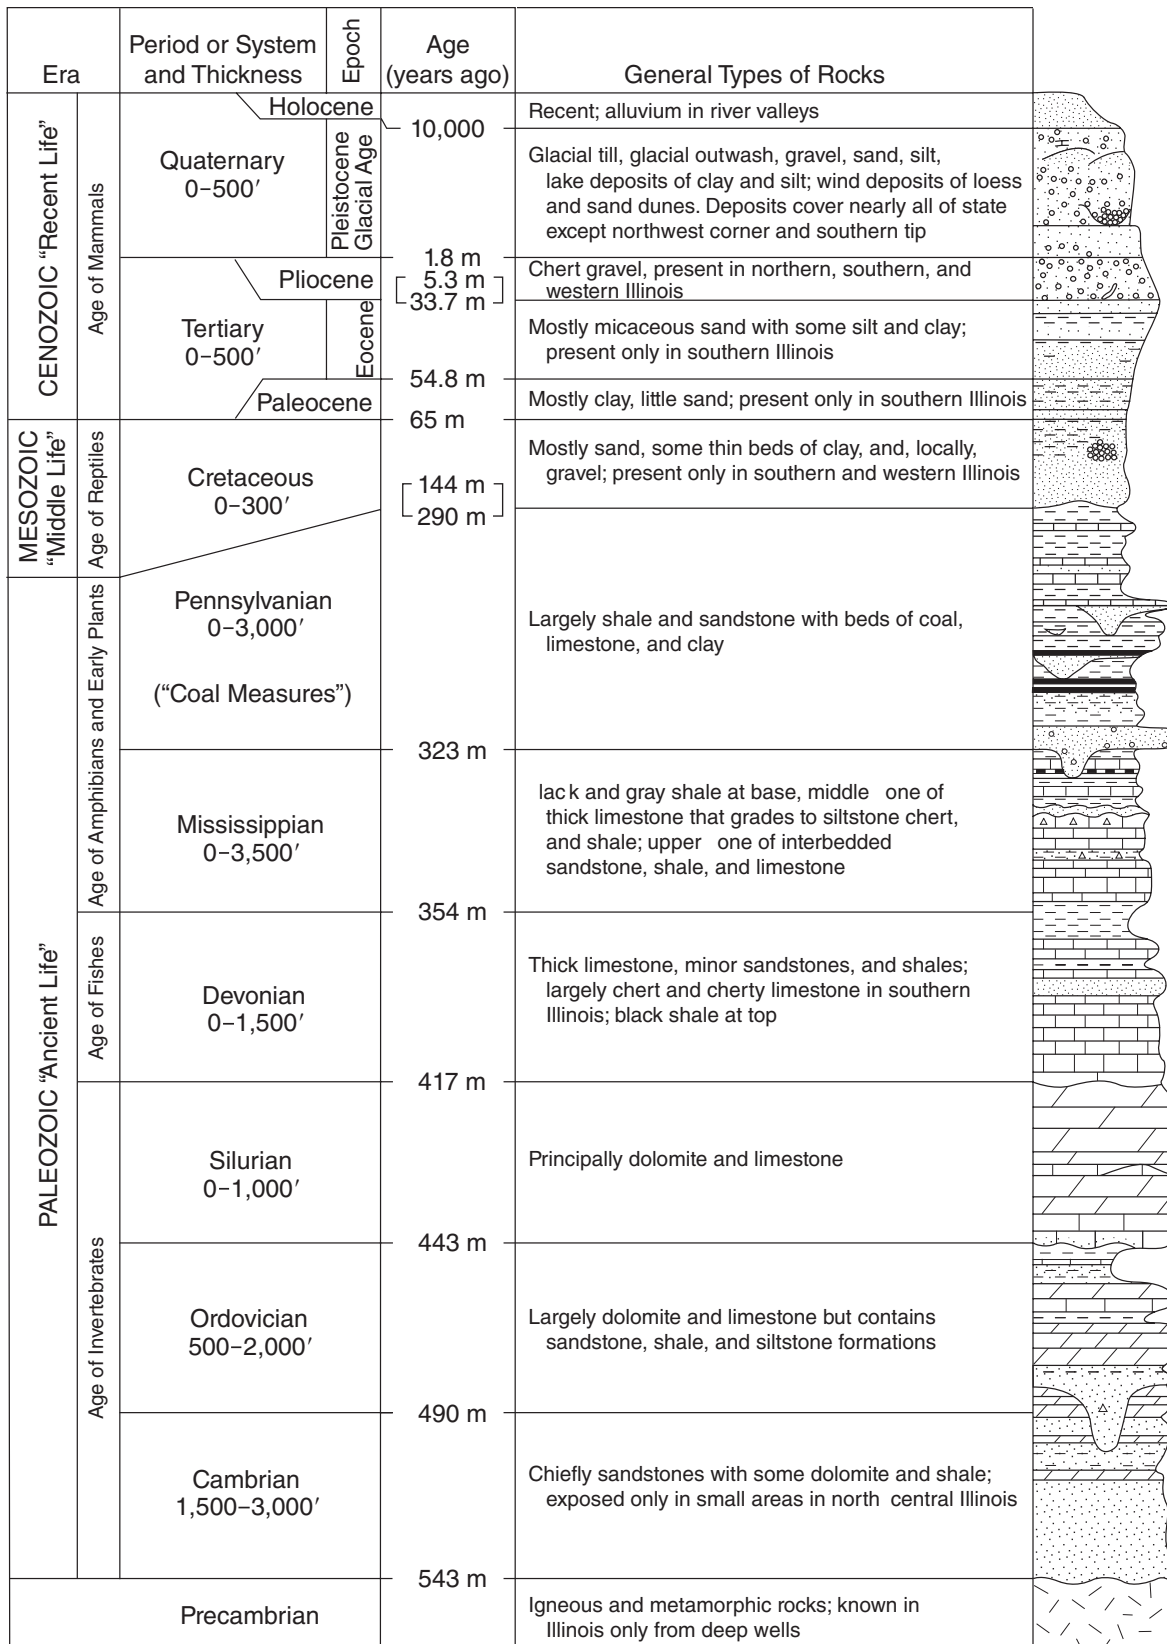 Era
Period or System
and Thickness
Epoch
Age
(years ago)
General Types of Rocks
CENOZOIC “Recent Life”
Age of Mammals
Holocene
Recent; alluvium in river valleys
10,000
Quaternary
0–500′
Pleistocene
Glacial Age
Glacial till, glacial outwash, gravel, sand, silt,
lake deposits of clay and silt; wind deposits of loess
and sand dunes. Deposits cover nearly all of state
except northwest corner and southern tip
1.8 m
Pliocene
5.3 m
33.7 m
Chert gravel, present in northern, southern, and
western Illinois
Tertiary
0–500′
Eocene
Mostly micaceous sand with some silt and clay;
present only in southern Illinois
54.8 m
Paleocene
Mostly clay, little sand; present only in southern Illinois
65 m
MESOZOIC
“Middle Life”
Age of Reptiles
Cretaceous
0–300′
144 m
290 m
Mostly sand, some thin beds of clay, and, locally,
gravel; present only in southern and western Illinois
PALEOZOIC “Ancient Life”
Age of Amphibians and Early Plants
Pennsylvanian
0–3,000′
(“Coal Measures”)
Largely shale and sandstone with beds of coal,
limestone, and clay
323 m
Mississippian
0–3,500′
lack and gray shale at base, middle one of
thick limestone that grades to siltstone chert,
and shale; upper one of interbedded
sandstone, shale, and limestone
354 m
Age of Fishes
Devonian
0–1,500′
Thick limestone, minor sandstones, and shales;
largely chert and cherty limestone in southern
Illinois; black shale at top
417 m
Age of Invertebrates
Silurian
0–1,000′
Principally dolomite and limestone
443 m
Ordovician
500–2,000′
Largely dolomite and limestone but contains
sandstone, shale, and siltstone formations
490 m
Cambrian
1,500–3,000′
Chiefly sandstones with some dolomite and shale;
exposed only in small areas in north central Illinois
543 m
Precambrian
Igneous and metamorphic rocks; known in
Illinois only from deep wells